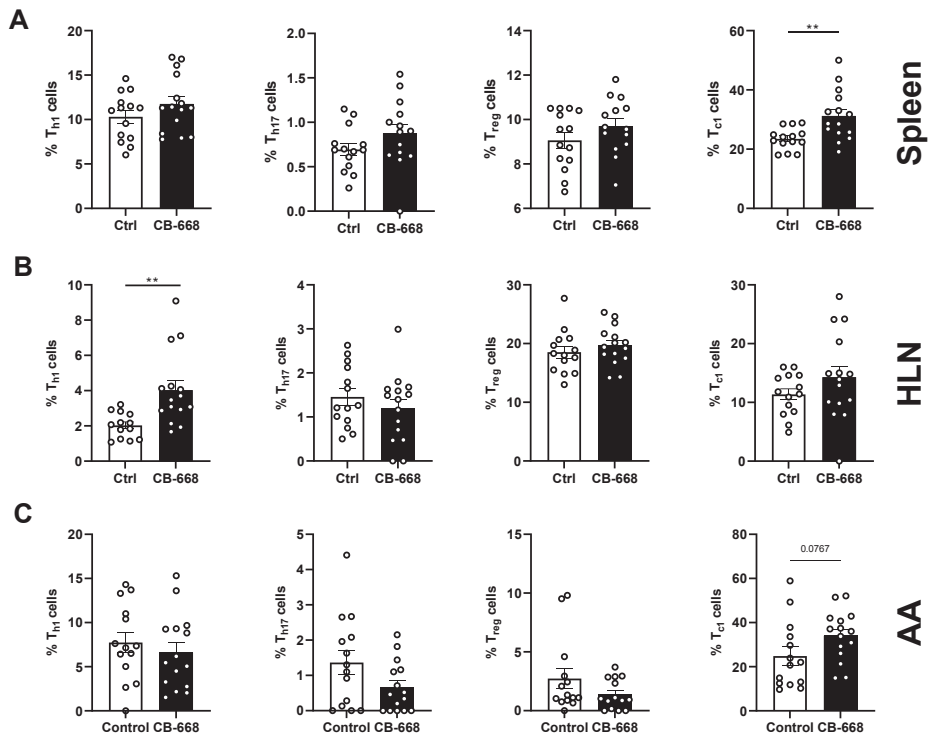 A
% Th1 cells
20
15
10
5
0
Ctrl CB-668
% Th17 cells
2.0
1.5
1.0
0.5
0.0
Ctrl CB-668
% Treg cells
14
12
10
8
6
Ctrl CB-668
% Tc1 cells
60
40
20
0
**
Ctrl CB-668
Spleen
B
% Th1 cells
10
8
6
4
2
0
**
Ctrl CB-668
% Th17
4
3
2
1
0
Ctrl CB-668
% Treg cells
30
20
10
0
Ctrl CB-668
% Tc1 cells
30
20
10
0
Ctrl CB-668
HLN
C
% Th1 cells
20
15
10
5
0
Control CB-668
% Th17 cells
5
4
3
2
1
0
Control CB-668
% Treg cells
15
10
5
0
Control CB-668
% Tc1 cells
80
60
40
20
0
0.0767
Control CB-668
AA